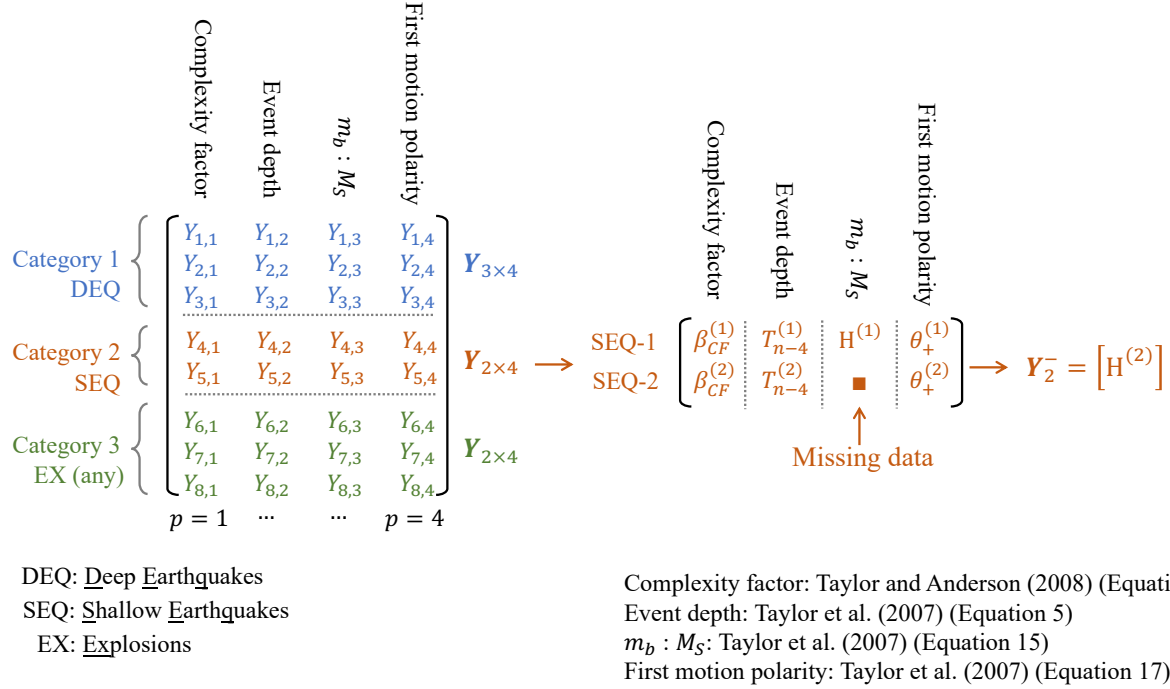 Complexity factor
Event depth
m_b : M_S
First motion polarity
Category 1
DEQ
Y_{1,1} Y_{1,2} Y_{1,3} Y_{1,4}
Y_{2,1} Y_{2,2} Y_{2,3} Y_{2,4}
Y_{3,1} Y_{3,2} Y_{3,3} Y_{3,4}
Y_{3×4}
Category 2
SEQ
Y_{4,1} Y_{4,2} Y_{4,3} Y_{4,4}
Y_{5,1} Y_{5,2} Y_{5,3} Y_{5,4}
Y_{2×4}
Category 3
EX (any)
Y_{6,1} Y_{6,2} Y_{6,3} Y_{6,4}
Y_{7,1} Y_{7,2} Y_{7,3} Y_{7,4}
Y_{8,1} Y_{8,2} Y_{8,3} Y_{8,4}
Y_{2×4}
p = 1 ... ... p = 4
Complexity factor
Event depth
m_b : M_S
First motion polarity
SEQ-1 β_{CF}^{(1)} T_{n−4}^{(1)} H^{(1)} θ_+^{(1)}
SEQ-2 β_{CF}^{(2)} T_{n−4}^{(2)} ■ θ_+^{(2)}
Y_2^− = [H^{(2)}]
Missing data
DEQ: Deep Earthquakes
SEQ: Shallow Earthquakes
EX: Explosions
Complexity factor: Taylor and Anderson (2008) (Equati
Event depth: Taylor et al. (2007) (Equation 5)
m_b : M_S: Taylor et al. (2007) (Equation 15)
First motion polarity: Taylor et al. (2007) (Equation 17)